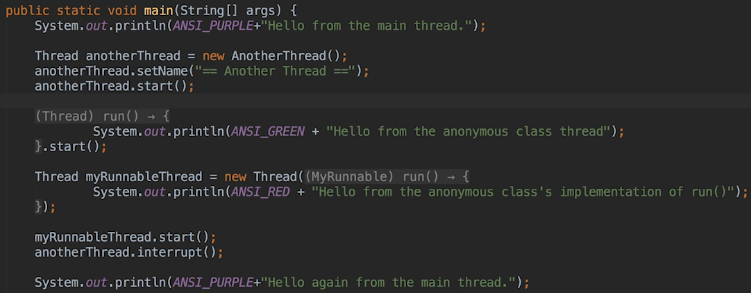 public static void main(String[] args) {
System.out.println(ANSI_PURPLE+"Hello from the main thread.");
Thread anotherThread = new AnotherThread();
anotherThread.setName("== Another Thread ==");
anotherThread.start();
(Thread) run() → {
System.out.println(ANSI_GREEN + "Hello from the anonymous class thread");
}.start();
Thread myRunnableThread = new Thread((MyRunnable) run() → {
System.out.println(ANSI_RED + "Hello from the anonymous class's implementation of run()");
});
myRunnableThread.start();
anotherThread.interrupt();
System.out.println(ANSI_PURPLE+"Hello again from the main thread.");